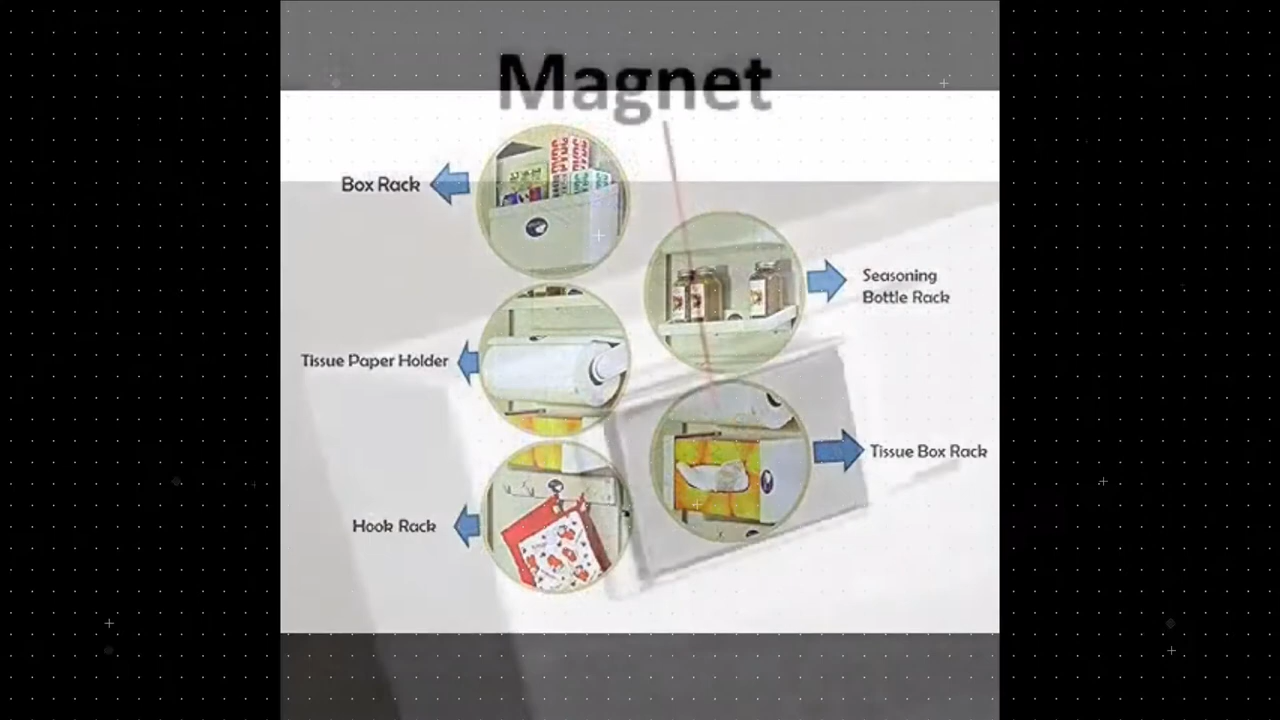 Magnet
Box Rack
Seasoning
Bottle Rack
Tissue Paper Holder
Tissue Box Rack
Hook Rack